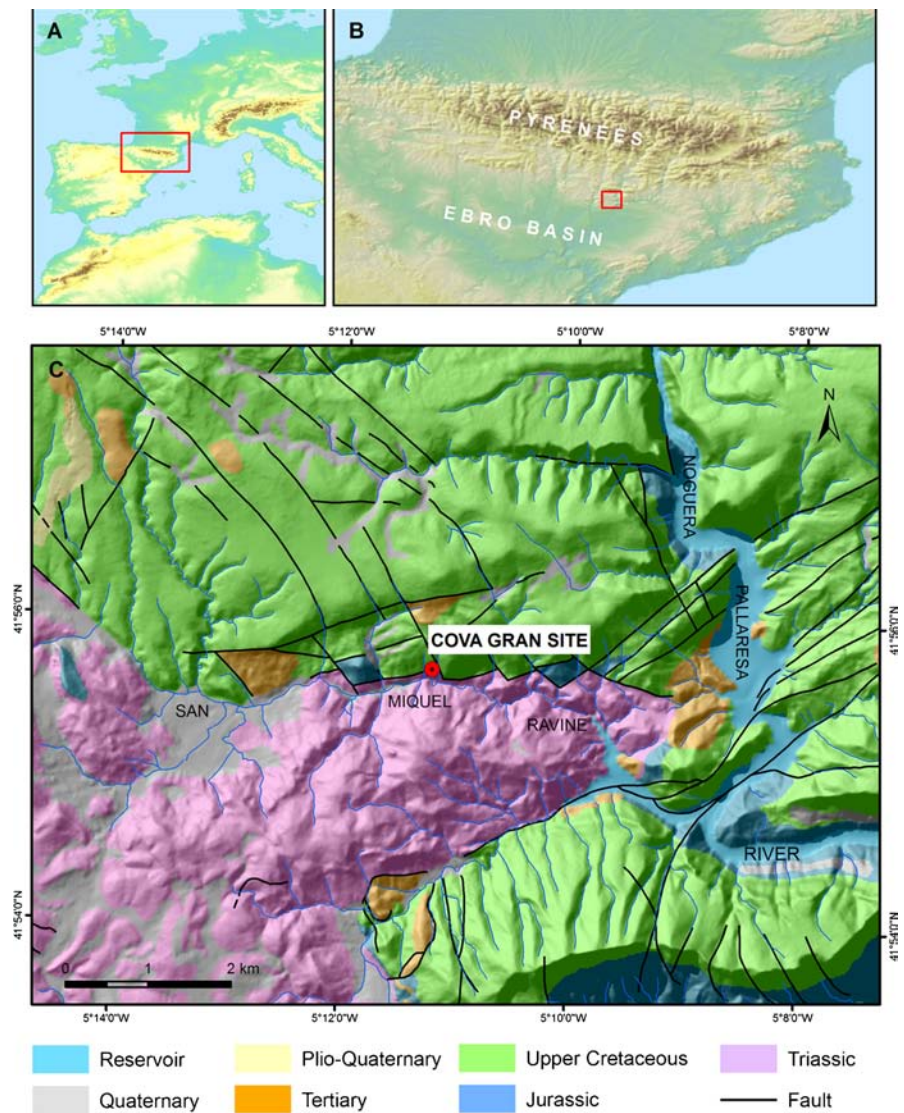 A
B
PYRENEES
EBRO BASIN
5°14'0"W
5°12'0"W
5°10'0"W
5°8'0"W
C
N
NOGUERA
PALLARESA
41°56'0"N
41°56'0"N
COVA GRAN SITE
SAN
MIQUEL
RAVINE
RIVER
41°54'0"N
41°54'0"N
0 1 2 km
5°14'0"W
5°12'0"W
5°10'0"W
5°8'0"W
Reservoir
Plio-Quaternary
Upper Cretaceous
Triassic
Quaternary
Tertiary
Jurassic
Fault